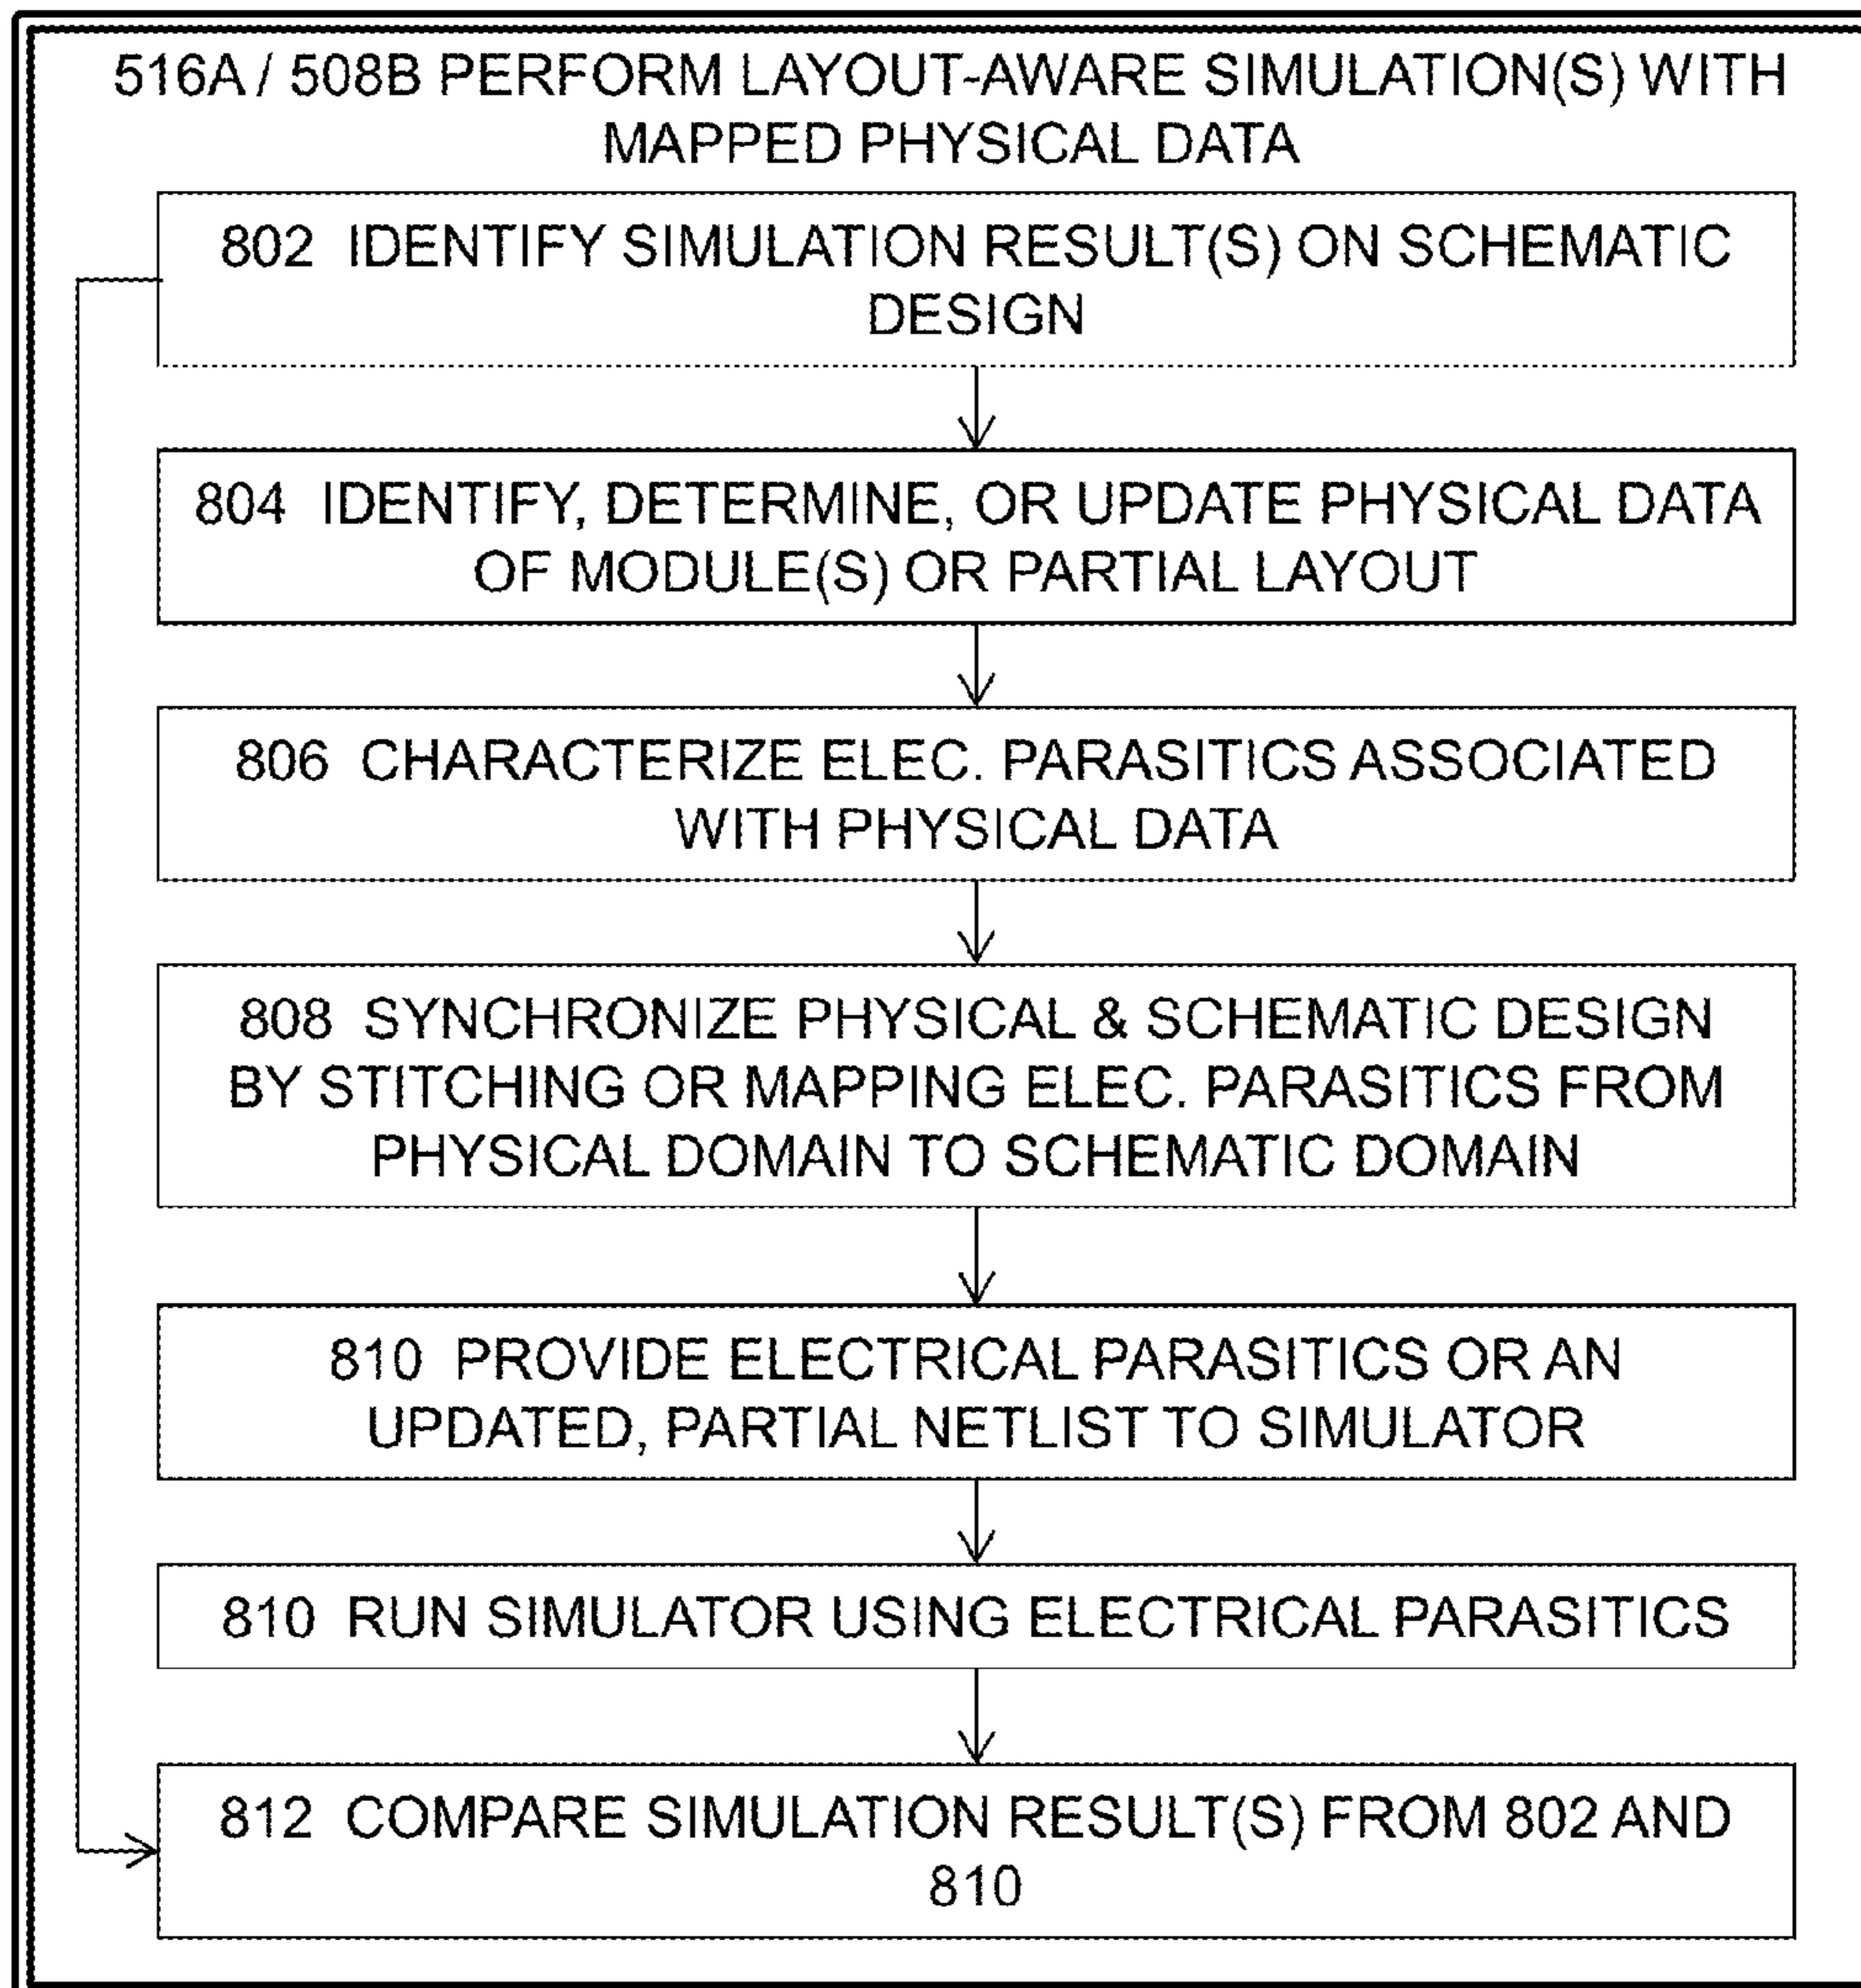 516A / 508B PERFORM LAYOUT-AWARE SIMULATION(S) WITH
MAPPED PHYSICAL DATA
802 IDENTIFY SIMULATION RESULT(S) ON SCHEMATIC
DESIGN
804 IDENTIFY, DETERMINE, OR UPDATE PHYSICAL DATA
OF MODULE(S) OR PARTIAL LAYOUT
806 CHARACTERIZE ELEC. PARASITICS ASSOCIATED
WITH PHYSICAL DATA
808 SYNCHRONIZE PHYSICAL & SCHEMATIC DESIGN
BY STITCHING OR MAPPING ELEC. PARASITICS FROM
PHYSICAL DOMAIN TO SCHEMATIC DOMAIN
810 PROVIDE ELECTRICAL PARASITICS OR AN
UPDATED, PARTIAL NETLIST TO SIMULATOR
810 RUN SIMULATOR USING ELECTRICAL PARASITICS
812 COMPARE SIMULATION RESULT(S) FROM 802 AND
810